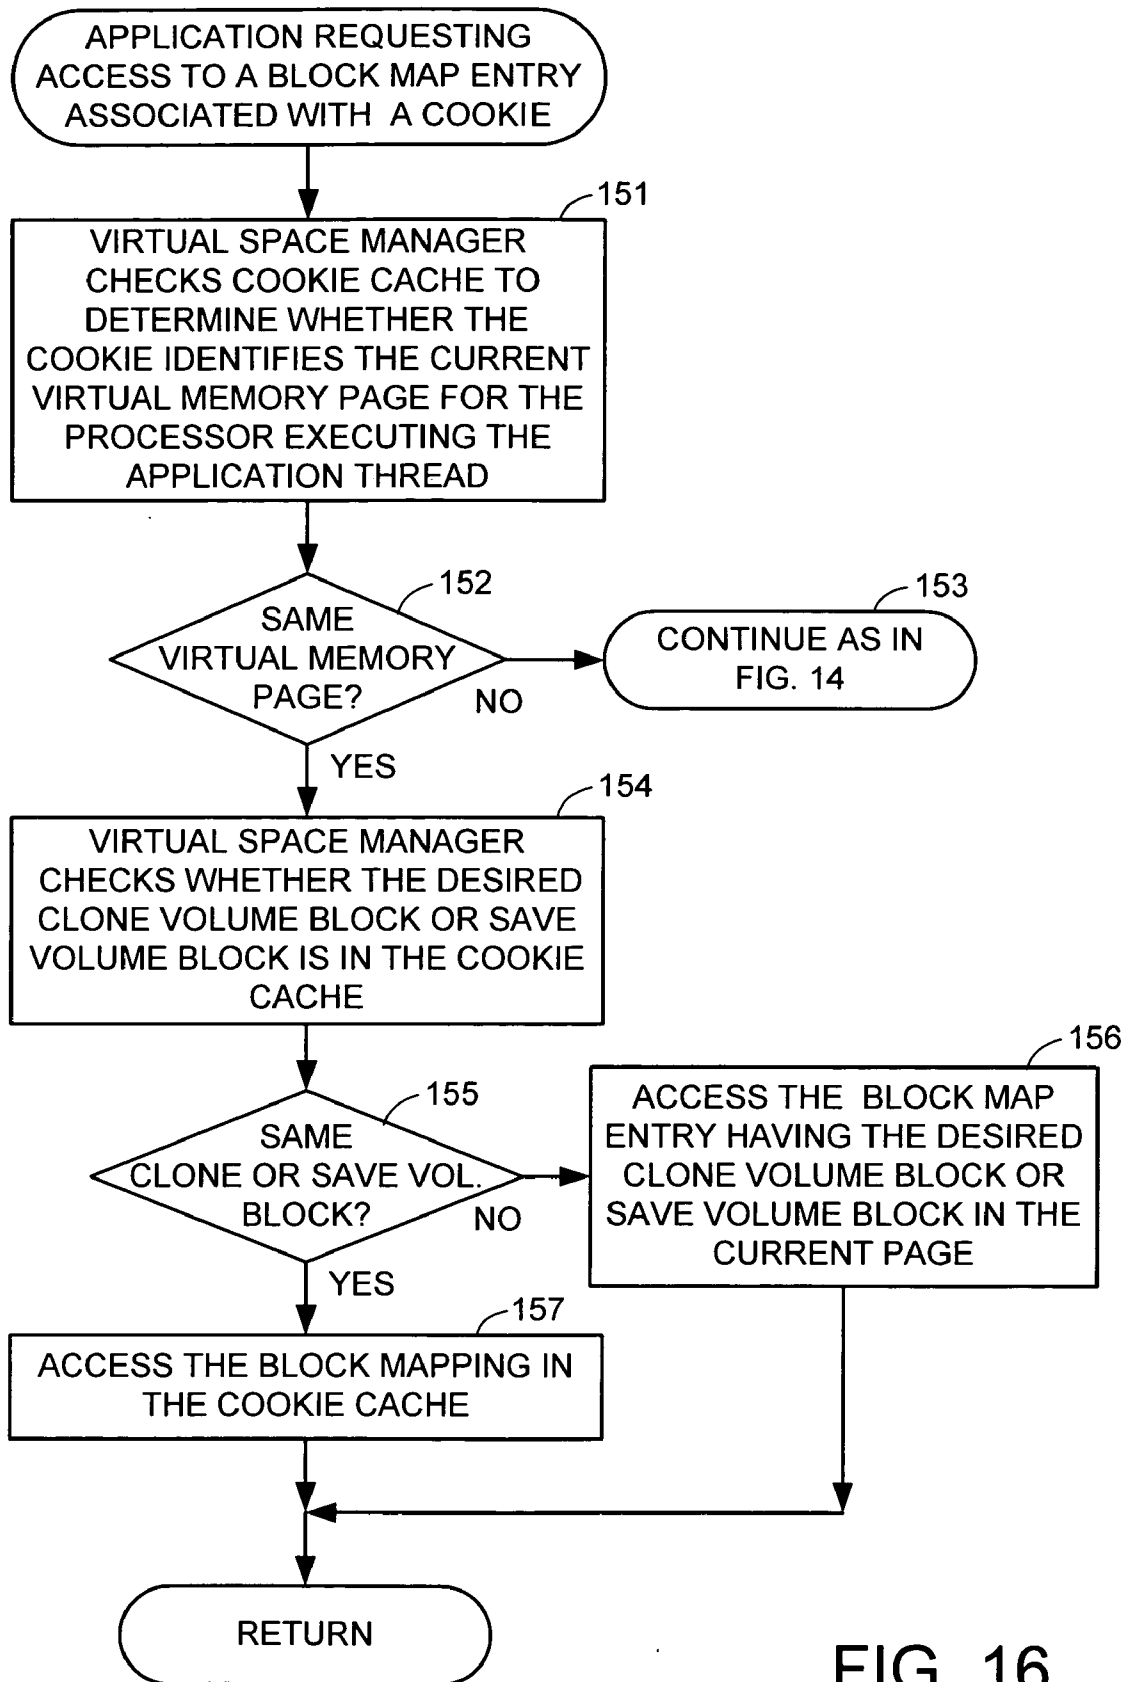 APPLICATION REQUESTING
ACCESS TO A BLOCK MAP ENTRY
ASSOCIATED WITH A COOKIE
151
VIRTUAL SPACE MANAGER
CHECKS COOKIE CACHE TO
DETERMINE WHETHER THE
COOKIE IDENTIFIES THE CURRENT
VIRTUAL MEMORY PAGE FOR THE
PROCESSOR EXECUTING THE
APPLICATION THREAD
152
SAME
VIRTUAL MEMORY
PAGE?
NO
153
CONTINUE AS IN
FIG. 14
YES
154
VIRTUAL SPACE MANAGER
CHECKS WHETHER THE DESIRED
CLONE VOLUME BLOCK OR SAVE
VOLUME BLOCK IS IN THE COOKIE
CACHE
155
SAME
CLONE OR SAVE VOL.
BLOCK?
NO
156
ACCESS THE BLOCK MAP
ENTRY HAVING THE DESIRED
CLONE VOLUME BLOCK OR
SAVE VOLUME BLOCK IN THE
CURRENT PAGE
YES
157
ACCESS THE BLOCK MAPPING IN
THE COOKIE CACHE
RETURN
FIG. 16